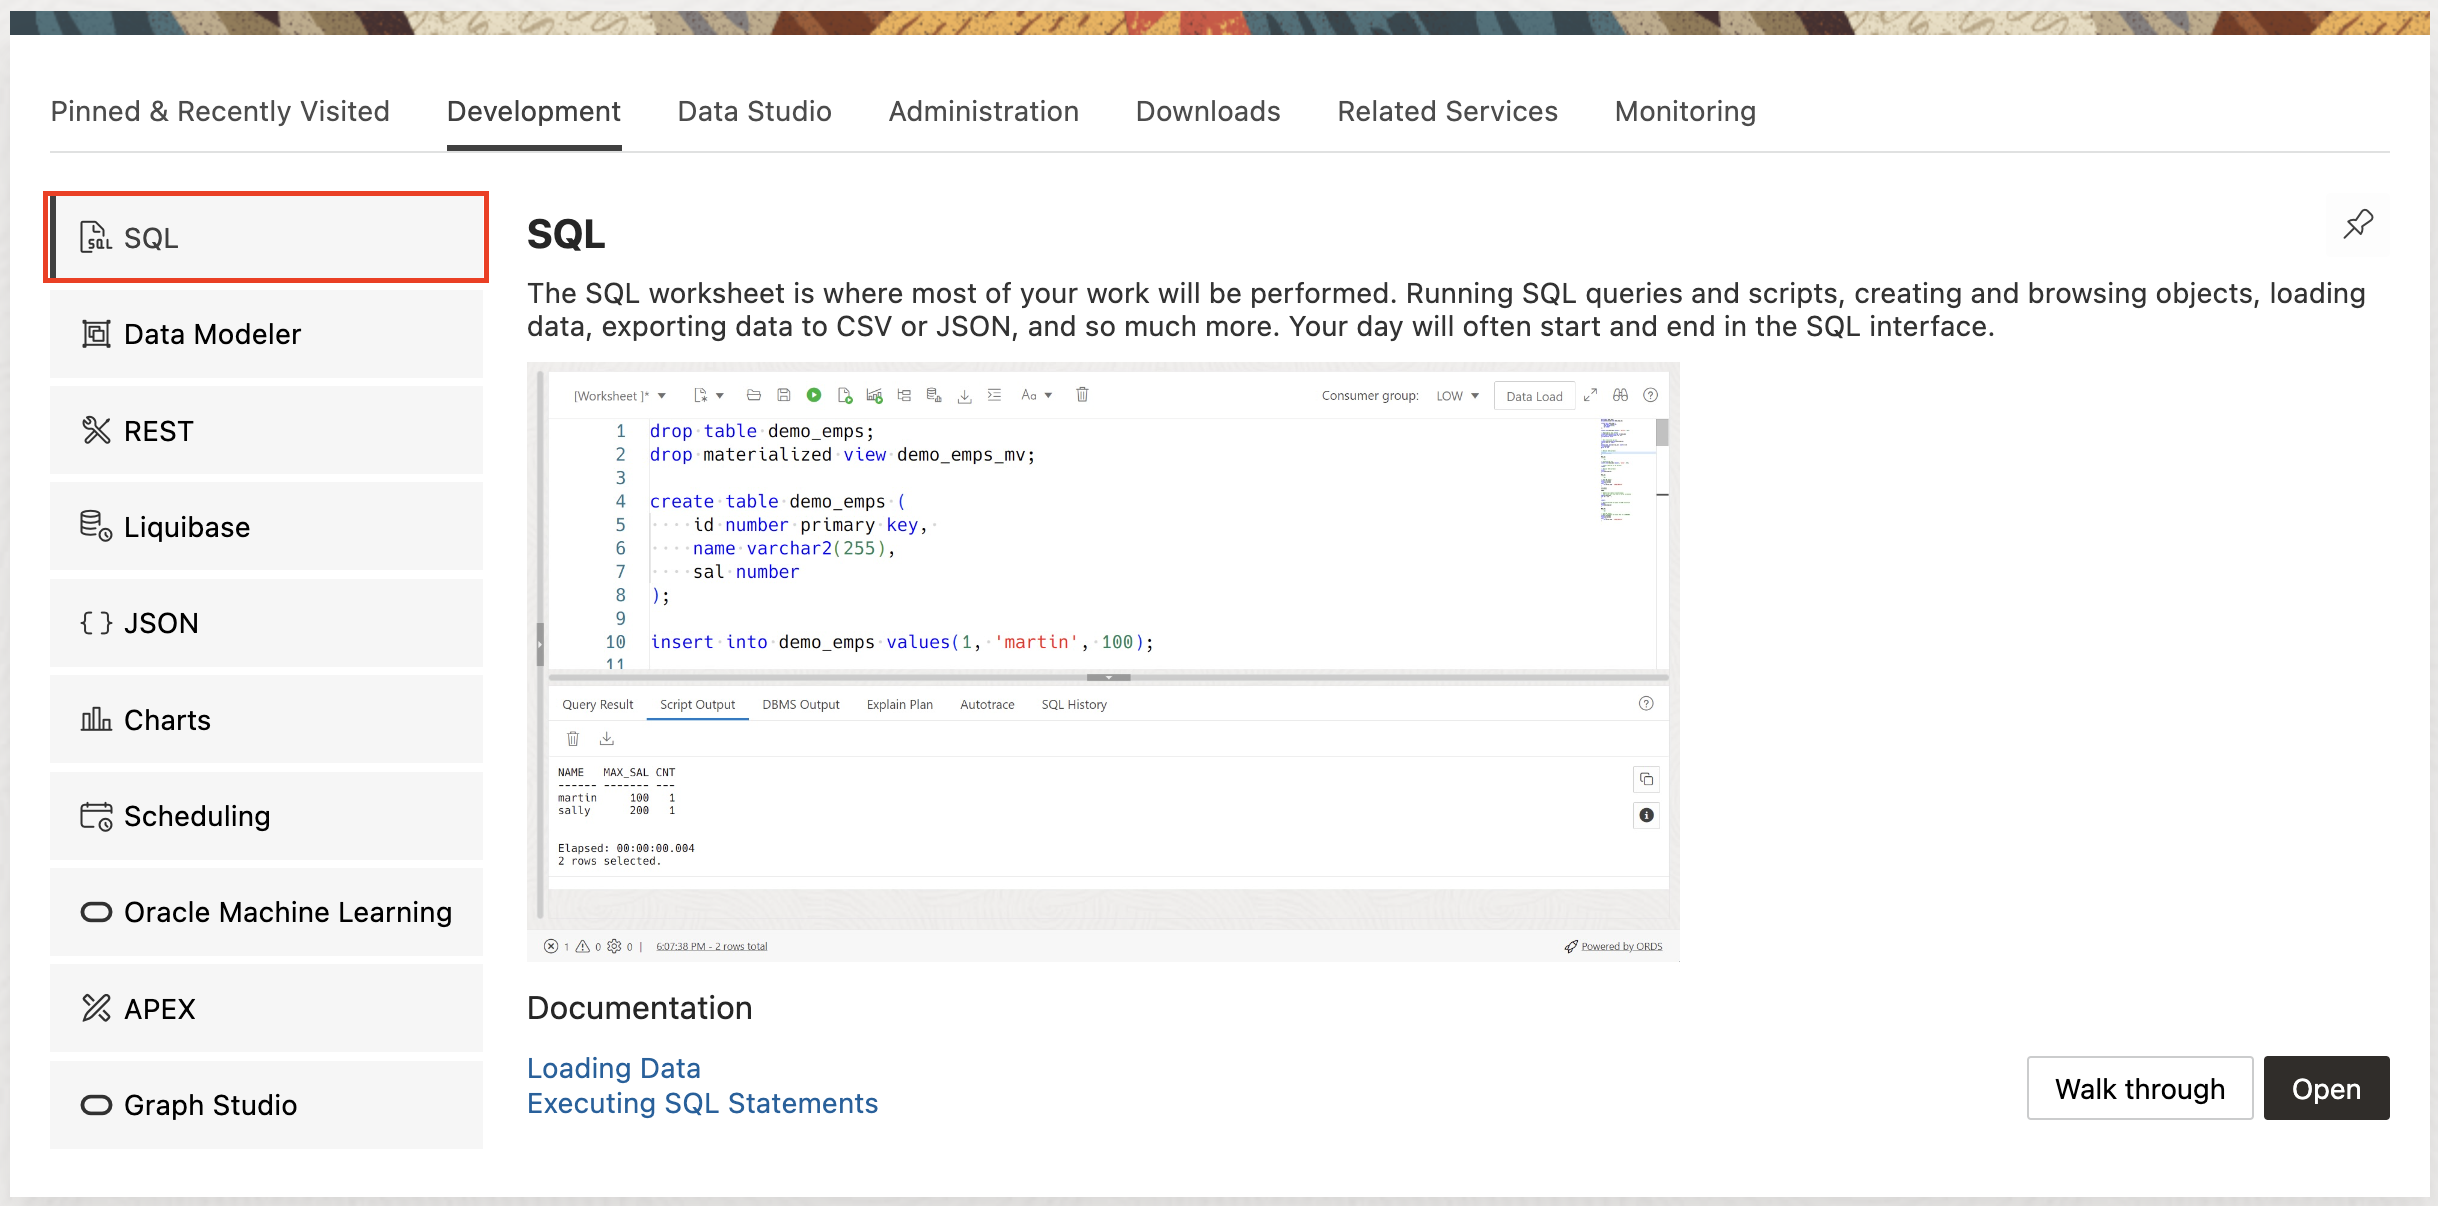 Pinned & Recently Visited
Development
Data Studio
Administration
Downloads
Related Services
Monitoring
SQL
Data Modeler
REST
Liquibase
JSON
Charts
Scheduling
Oracle Machine Learning
APEX
Graph Studio
SQL
The SQL worksheet is where most of your work will be performed. Running SQL queries and scripts, creating and browsing objects, loading
data, exporting data to CSV or JSON, and so much more. Your day will often start and end in the SQL interface.
[Worksheet ]*
Aa
Consumer group: LOW
Data Load
1 drop table demo_emps;
2 drop materialized view demo_emps_mv;
3
4 create table demo_emps (
5 id number primary key,
6 name varchar2(255),
7 sal number
8 );
9
10 insert into demo_emps values(1, 'martin', 100);
11
Query Result
Script Output
DBMS Output
Explain Plan
Autotrace
SQL History
NAME MAX_SAL CNT
------ ------- ---
martin 100 1
sally 200 1
Elapsed: 00:00:00.004
2 rows selected.
1 0 0 | 6:07:38 PM - 2 rows total
Powered by ORDS
Documentation
Loading Data
Executing SQL Statements
Walk through
Open